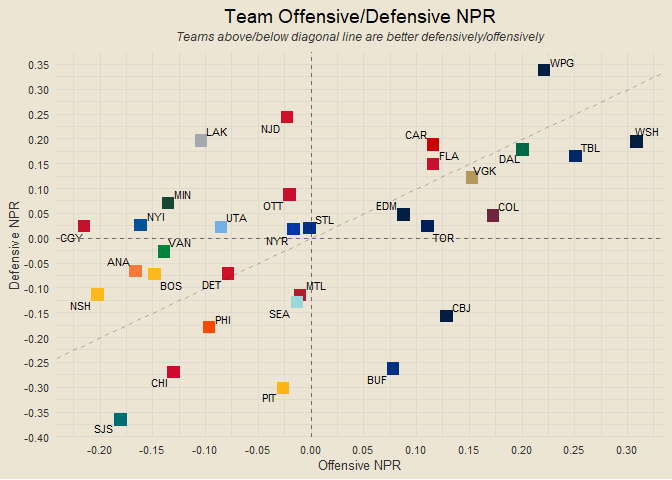 Team Offensive/Defensive NPR
Teams above/below diagonal line are better defensively/offensively
Defensive NPR
0.35
0.30
0.25
0.20
0.15
0.10
0.05
0.00
-0.05
-0.10
-0.15
-0.20
-0.25
-0.30
-0.35
-0.40
WPG
NJD
LAK
CAR
WSH
TBL
DAL
FLA
VGK
MIN
OTT
EDM
COL
CGY
NYI
UTA
NYR
STL
TOR
VAN
ANA
BOS
DET
MTL
NSH
SEA
CBJ
PHI
CHI
BUF
PIT
SJS
-0.20 -0.15 -0.10 -0.05 0.00 0.05 0.10 0.15 0.20 0.25 0.30
Offensive NPR